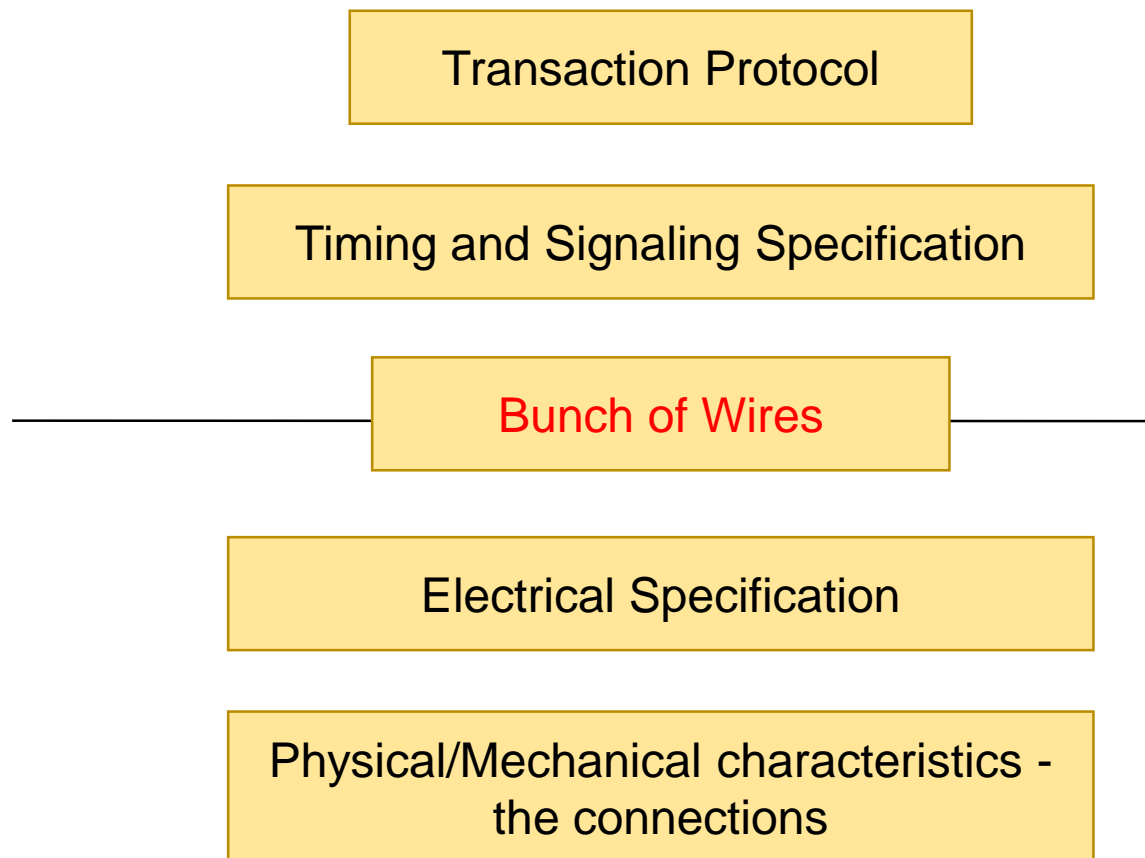 Transaction Protocol
Timing and Signaling Specification
Bunch of Wires
Electrical Specification
Physical/Mechanical characteristics -
the connections